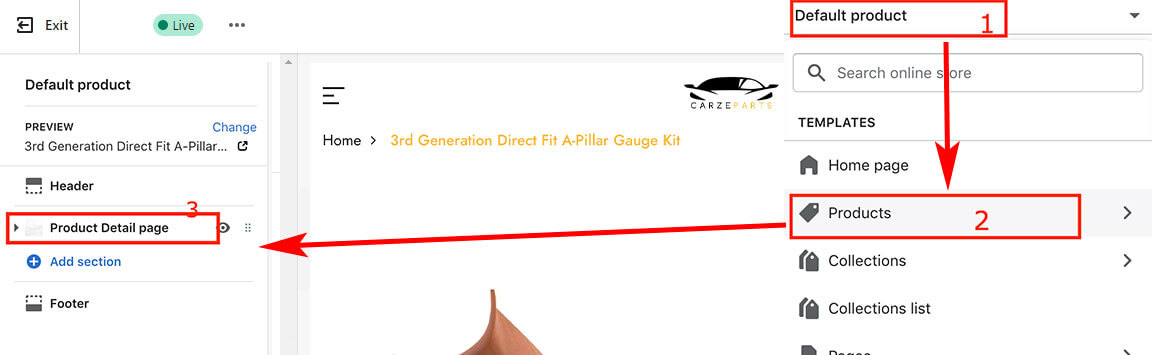 Exit
Live
Default product
PREVIEW
Change
3rd Generation Direct Fit A-Pillar...
Header
3
Product Detail page
Add section
Footer
CARZEPARTS
Home > 3rd Generation Direct Fit A-Pillar Gauge Kit
Default product
1
Search online store
TEMPLATES
Home page
Products
2
Collections
Collections list
Pages